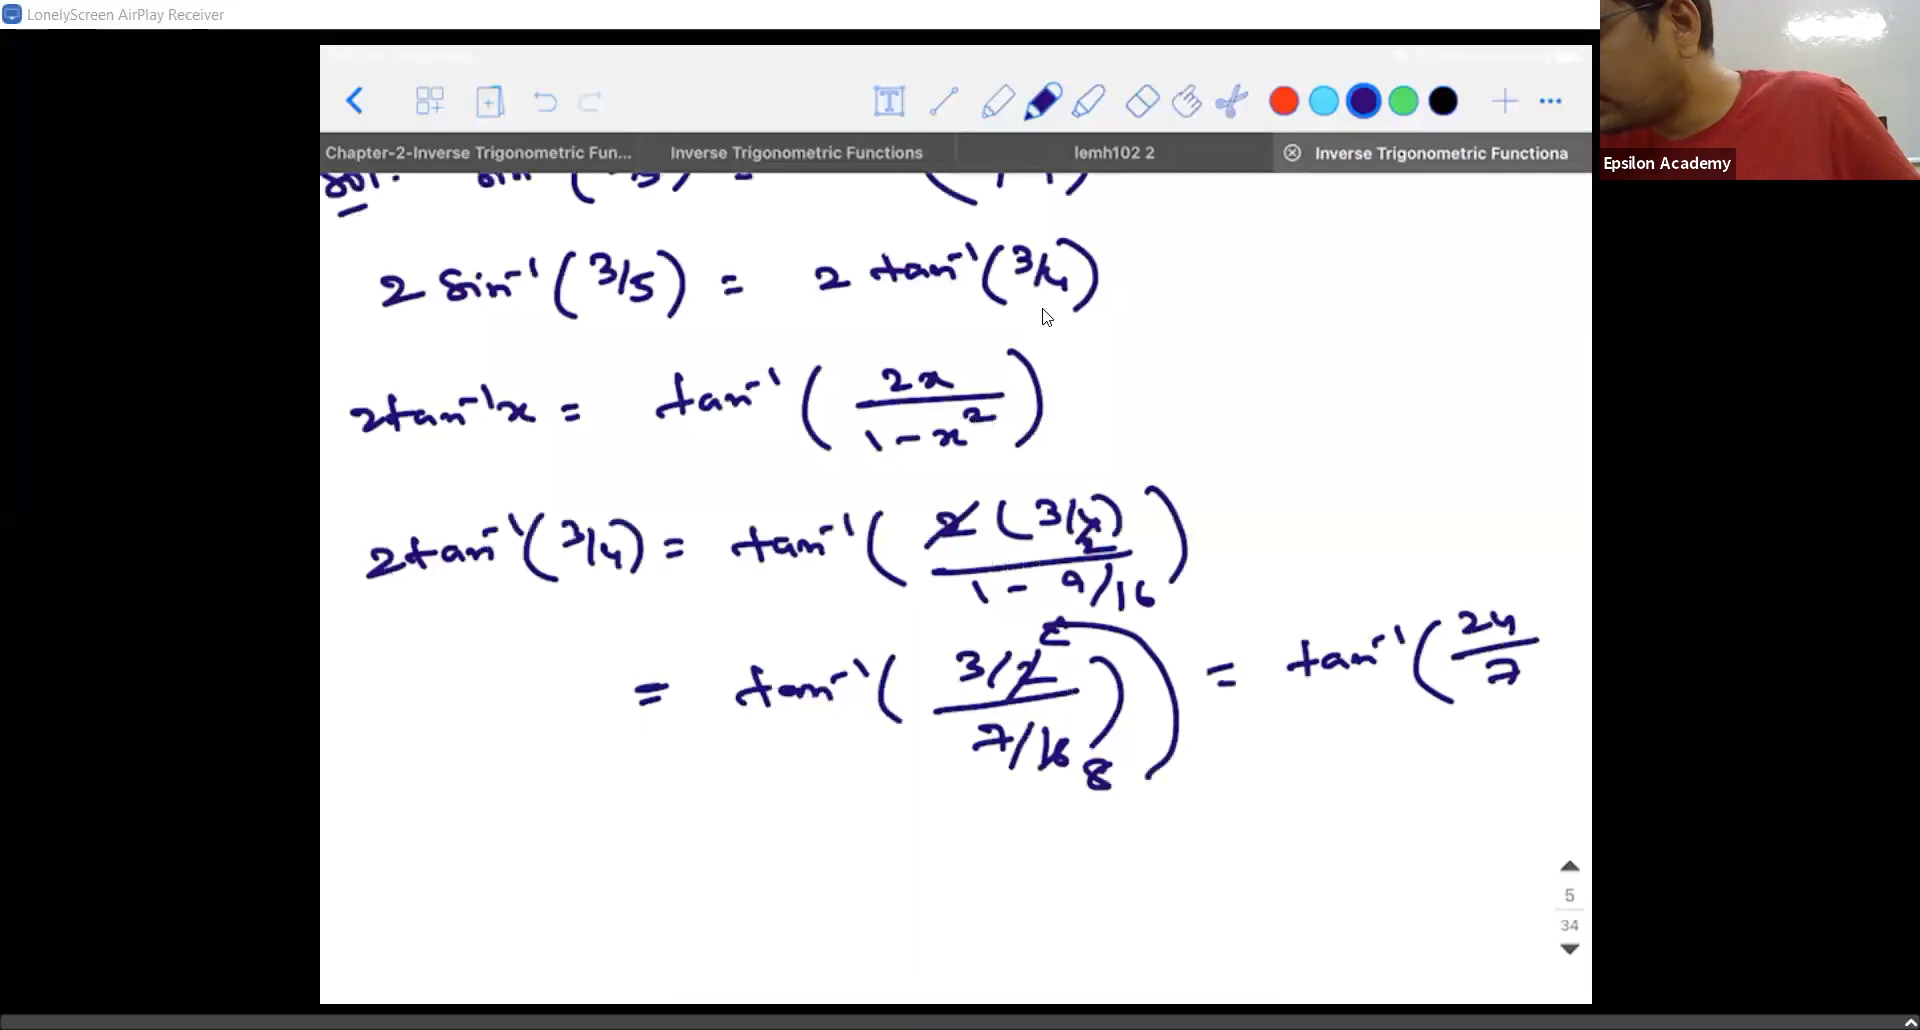 LonelyScreen AirPlay Receiver
Epsilon Academy
Chapter-2-Inverse Trigonometric Fun... Inverse Trigonometric Functions lemh102 2 Inverse Trigonometric Functiona
2 Sin⁻¹ (3/5) = 2 tan⁻¹ (3/4)
2tan⁻¹x = tan⁻¹ (2x / 1 - x²)
2tan⁻¹ (3/4) = tan⁻¹ (2 (3/4) 2 / 1 - 9/16)
= tan⁻¹ (3/2 / 7/16 8) = tan⁻¹ (24 / 7
5
34